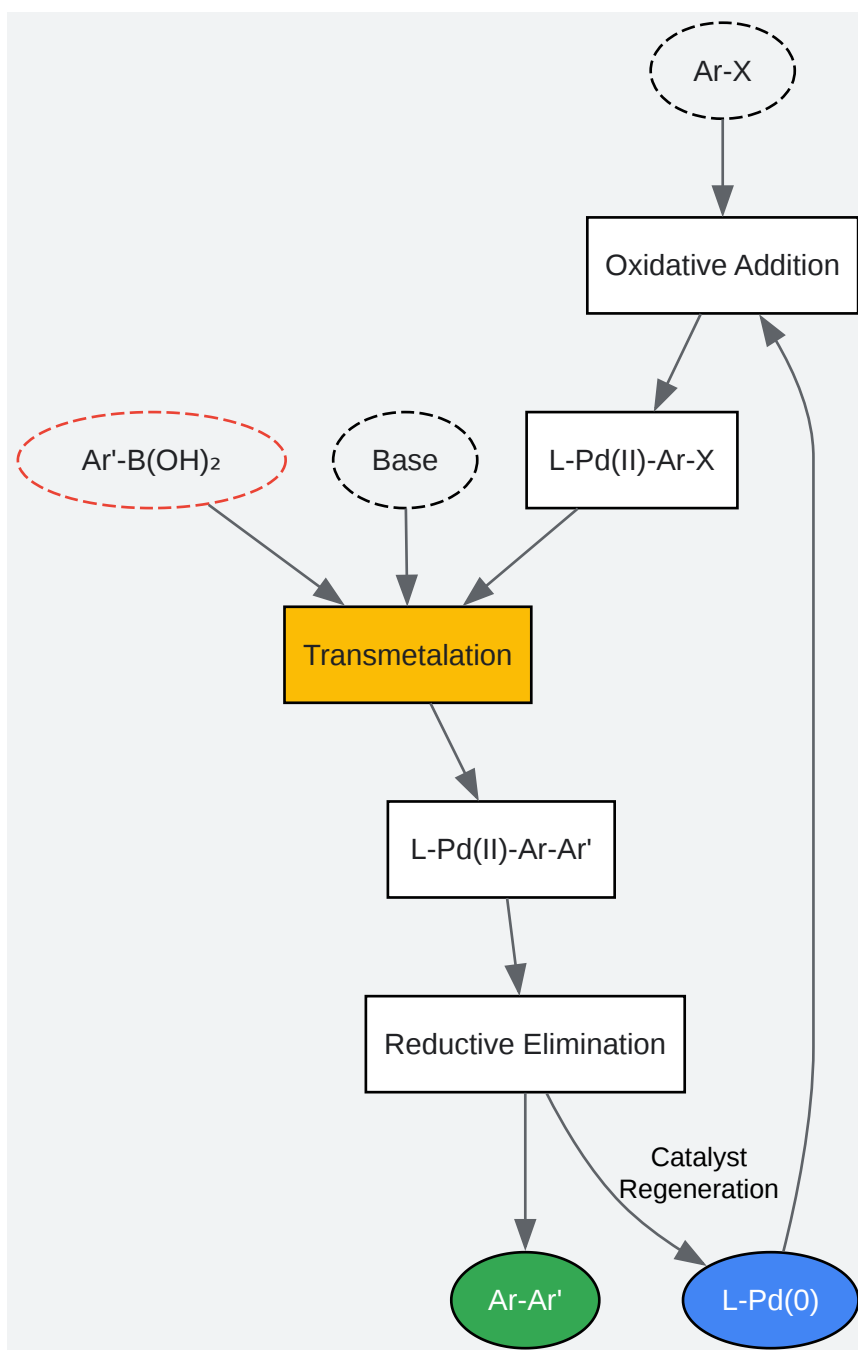 Ar-X
Oxidative Addition
Ar'-B(OH)₂
Base
L-Pd(II)-Ar-X
Transmetalation
L-Pd(II)-Ar-Ar'
Reductive Elimination
Catalyst
Regeneration
Ar-Ar'
L-Pd(0)